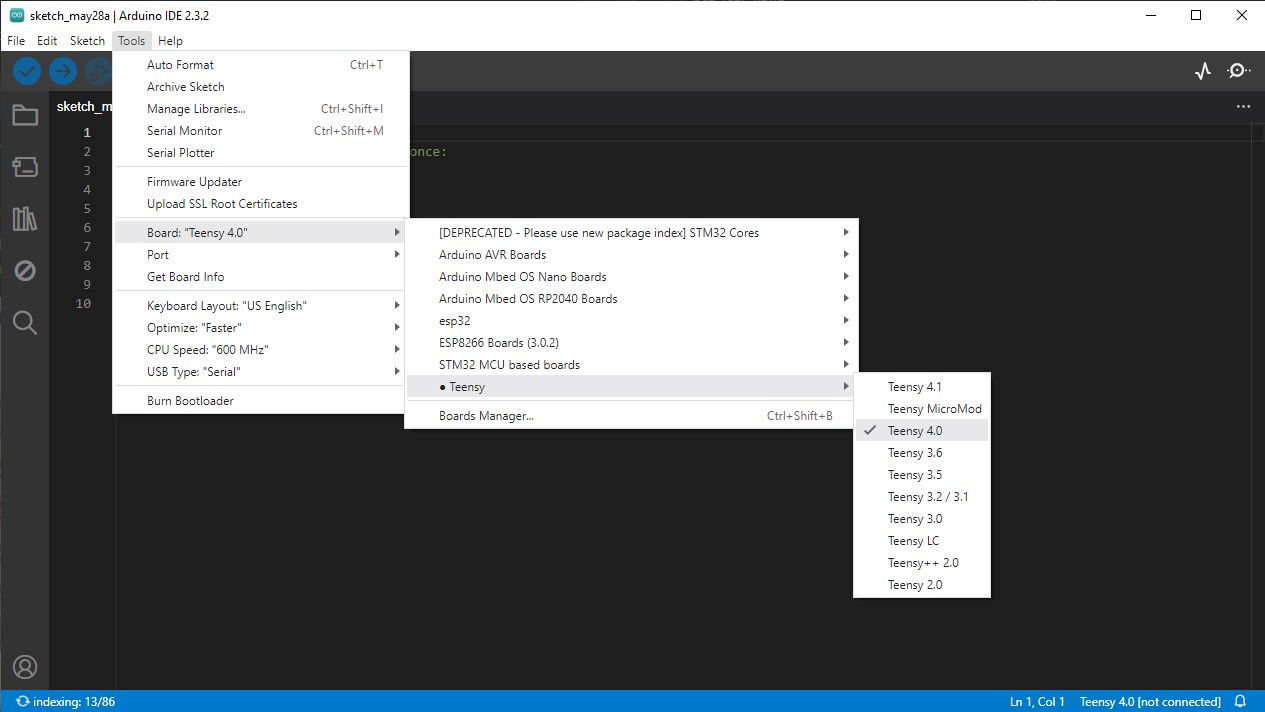 sketch_may28a | Arduino IDE 2.3.2
File Edit Sketch Tools Help
sketch_m
1
2 once:
3
4
5
6
7
8
9
10
Auto Format Ctrl+T
Archive Sketch
Manage Libraries... Ctrl+Shift+I
Serial Monitor Ctrl+Shift+M
Serial Plotter
Firmware Updater
Upload SSL Root Certificates
Board: "Teensy 4.0"
Port
Get Board Info
Keyboard Layout: "US English"
Optimize: "Faster"
CPU Speed: "600 MHz"
USB Type: "Serial"
Burn Bootloader
[DEPRECATED - Please use new package index] STM32 Cores
Arduino AVR Boards
Arduino Mbed OS Nano Boards
Arduino Mbed OS RP2040 Boards
esp32
ESP8266 Boards (3.0.2)
STM32 MCU based boards
● Teensy
Boards Manager... Ctrl+Shift+B
Teensy 4.1
Teensy MicroMod
Teensy 4.0
Teensy 3.6
Teensy 3.5
Teensy 3.2 / 3.1
Teensy 3.0
Teensy LC
Teensy++ 2.0
Teensy 2.0
indexing: 13/86 Ln 1, Col 1 Teensy 4.0 [not connected]